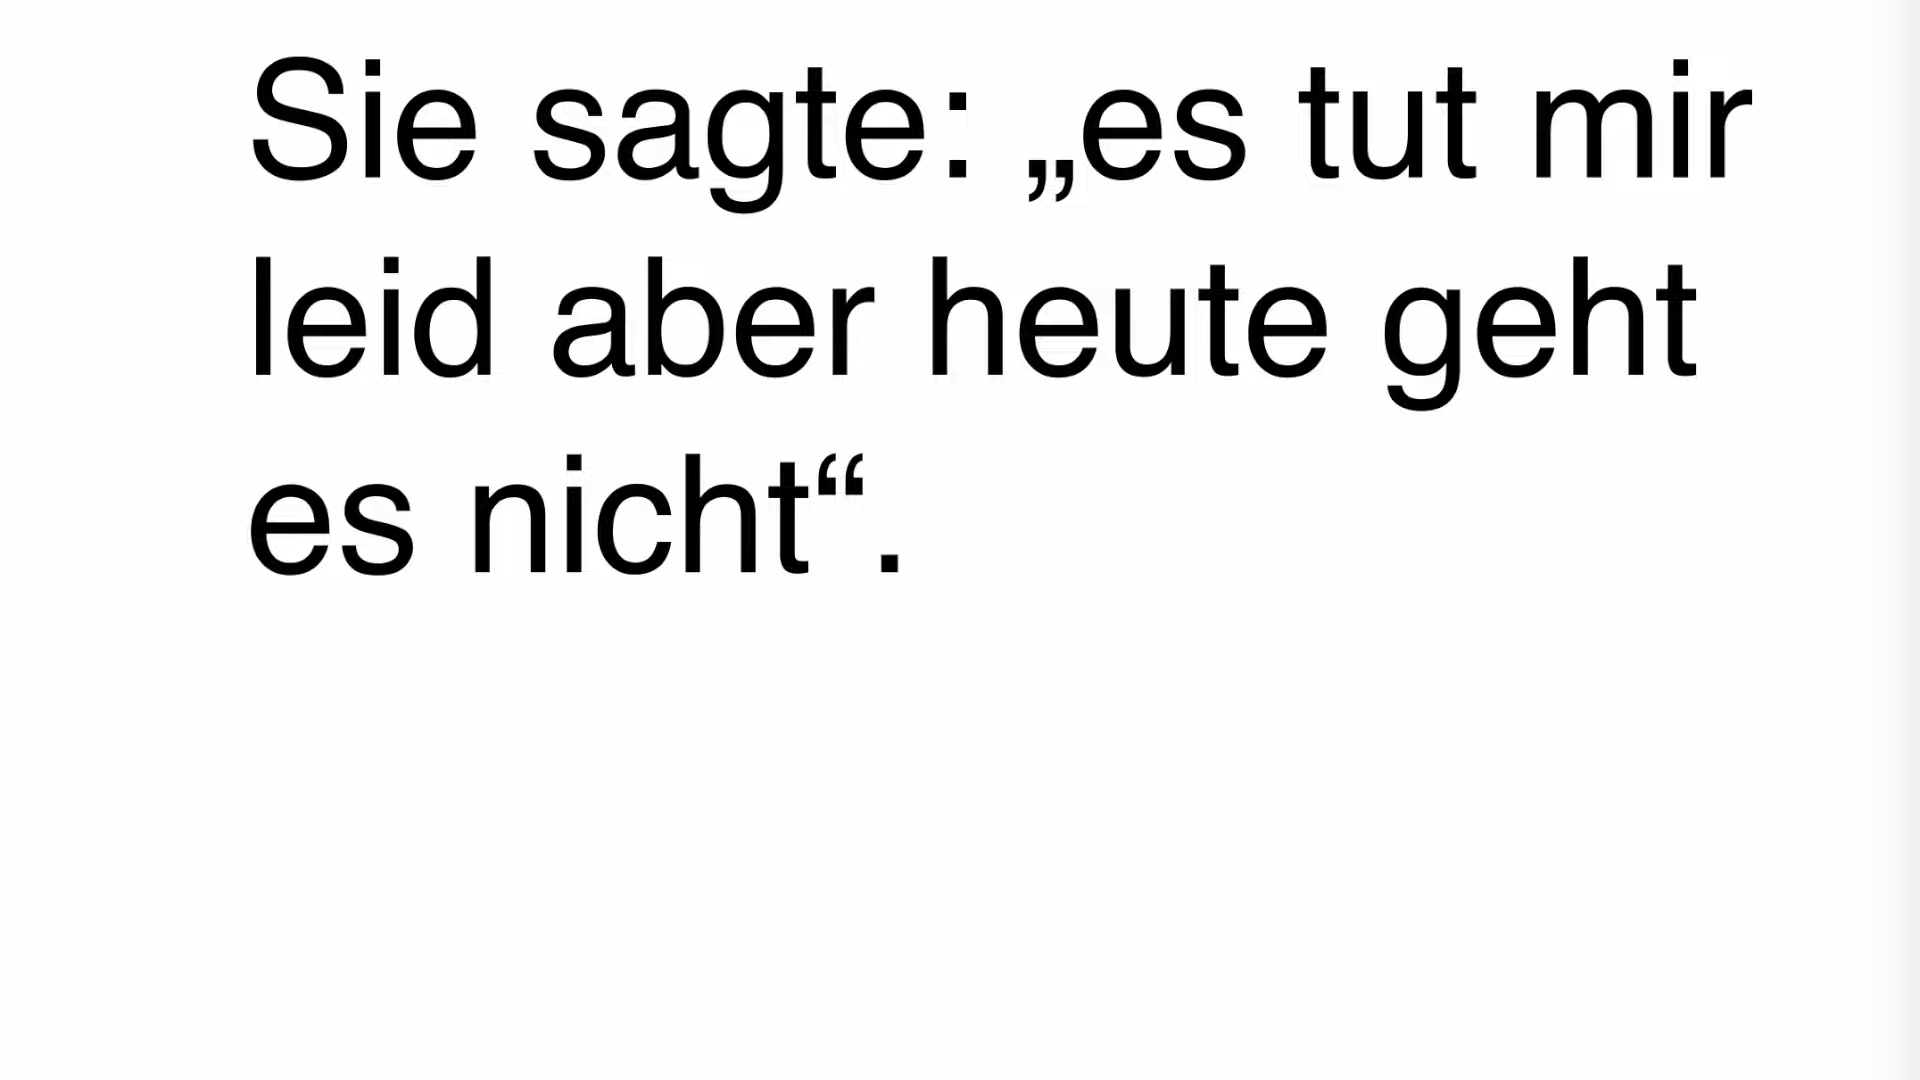 Sie sagte: „es tut mir
leid aber heute geht
es nicht“.